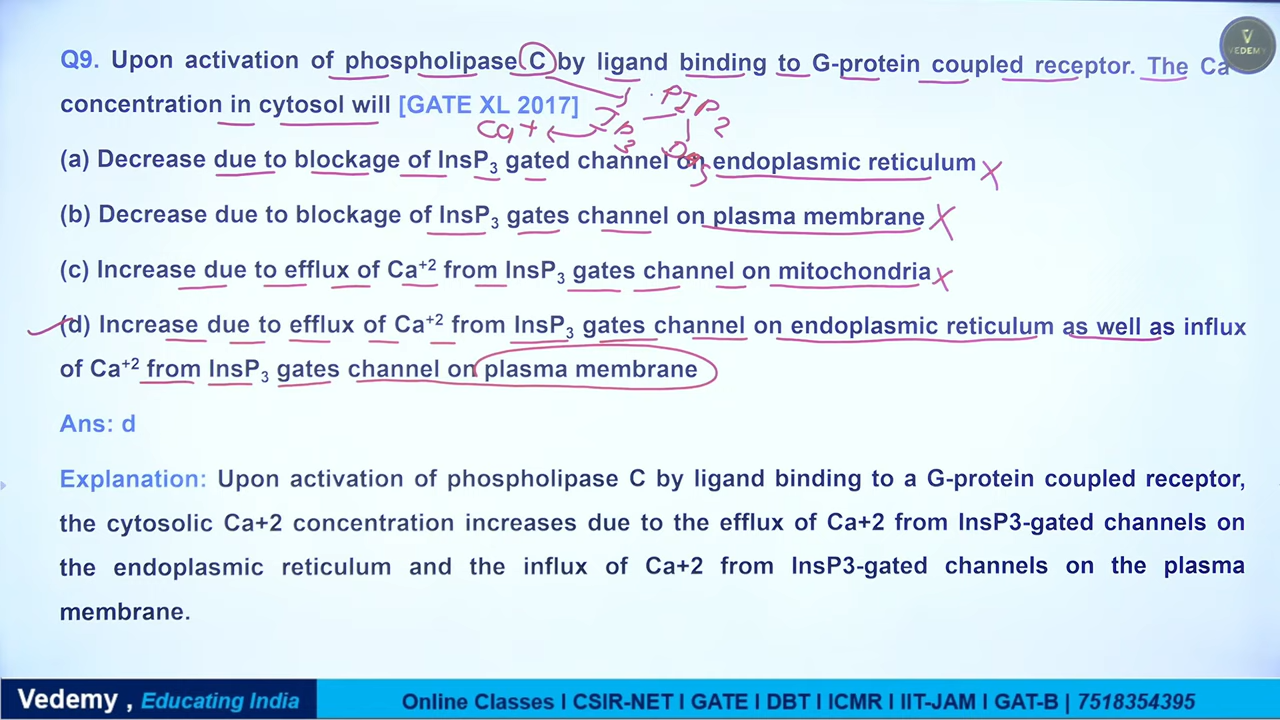 V
VEDEMY
Q9. Upon activation of phospholipase C by ligand binding to G-protein coupled receptor. The Ca
concentration in cytosol will [GATE XL 2017]
PIP2
Ca+
IP3
(a) Decrease due to blockage of InsP3 gated channel on endoplasmic reticulum X
(b) Decrease due to blockage of InsP3 gates channel on plasma membrane X
(c) Increase due to efflux of Ca+2 from InsP3 gates channel on mitochondria X
(d) Increase due to efflux of Ca+2 from InsP3 gates channel on endoplasmic reticulum as well as influx
of Ca+2 from InsP3 gates channel on plasma membrane
Ans: d
Explanation: Upon activation of phospholipase C by ligand binding to a G-protein coupled receptor,
the cytosolic Ca+2 concentration increases due to the efflux of Ca+2 from InsP3-gated channels on
the endoplasmic reticulum and the influx of Ca+2 from InsP3-gated channels on the plasma
membrane.
Vedemy , Educating India
Online Classes I CSIR-NET I GATE I DBT I ICMR I IIT-JAM I GAT-B | 7518354395